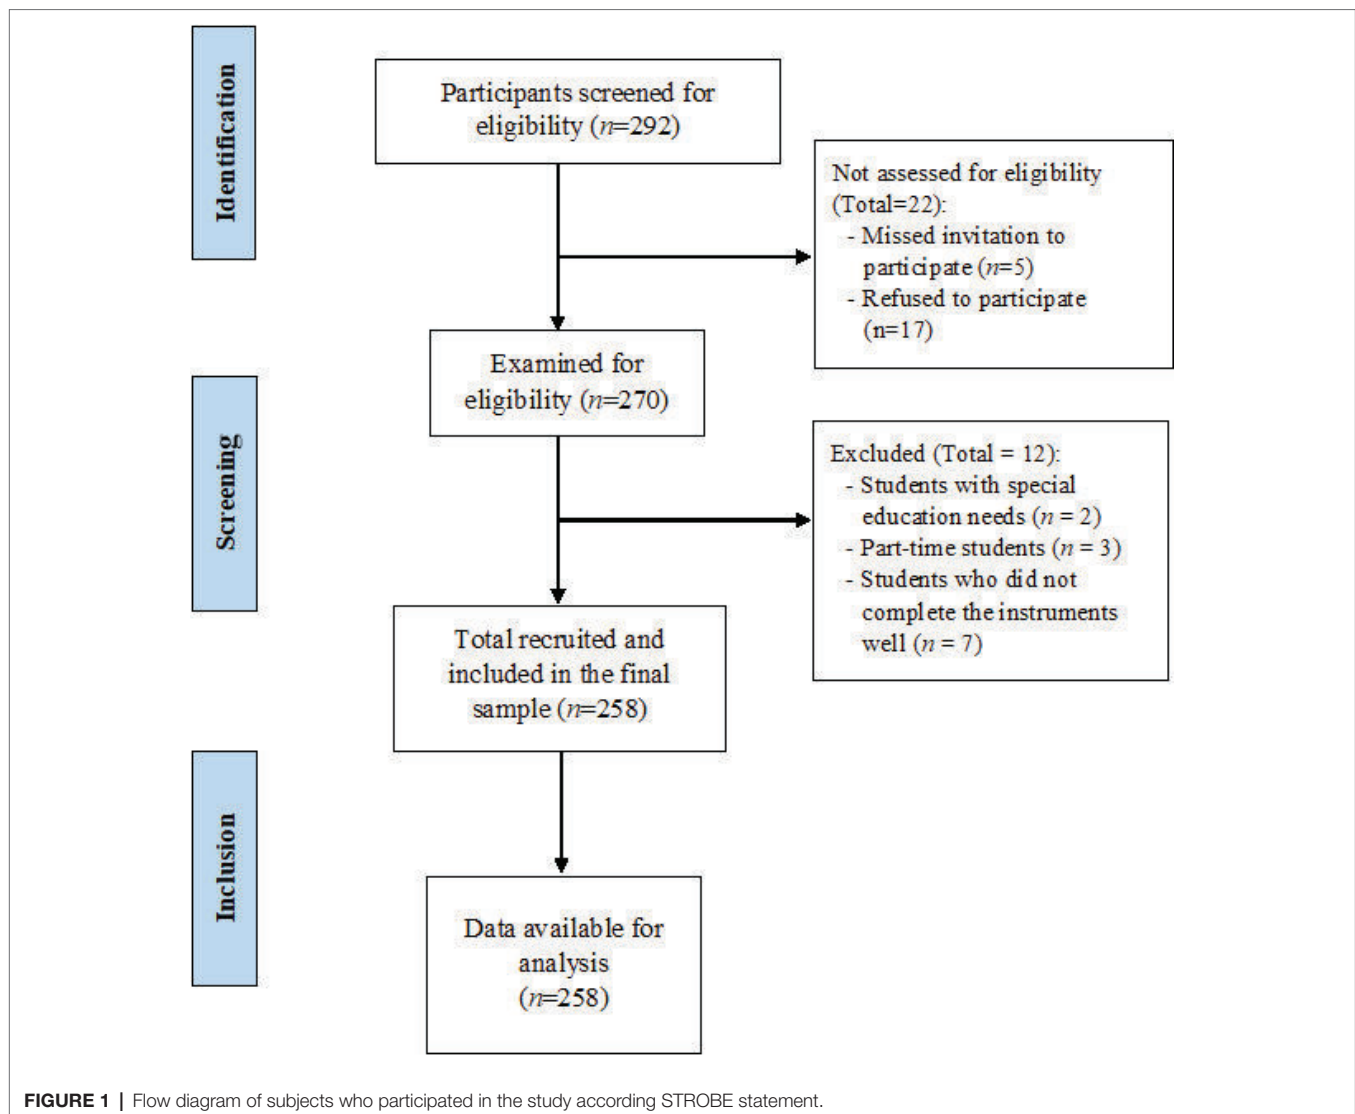 Identification
Participants screened for
eligibility (n=292)
Not assessed for eligibility
(Total=22):
- Missed invitation to
participate (n=5)
- Refused to participate
(n=17)
Screening
Examined for
eligibility (n=270)
Excluded (Total = 12):
- Students with special
education needs (n = 2)
- Part-time students (n = 3)
- Students who did not
complete the instruments
well (n = 7)
Total recruited and
included in the final
sample (n=258)
Inclusion
Data available for
analysis
(n=258)
FIGURE 1 | Flow diagram of subjects who participated in the study according STROBE statement.